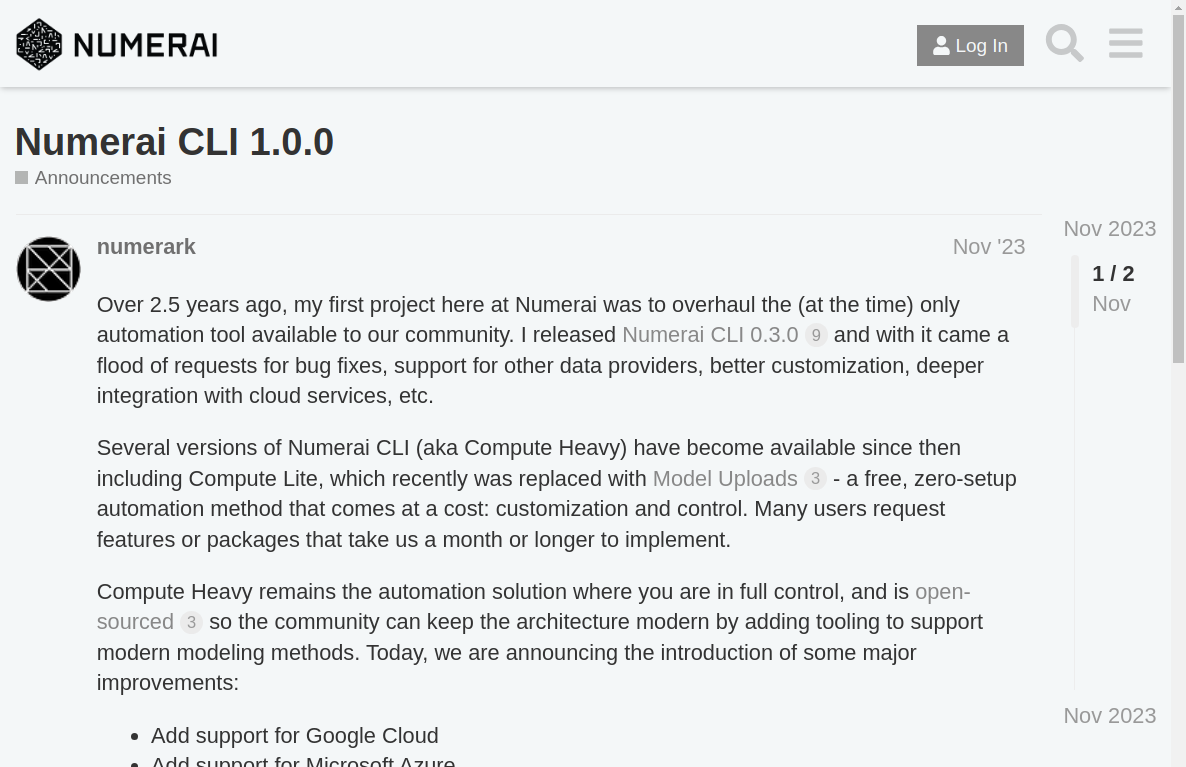 NUMERAI
Log In
Numerai CLI 1.0.0
Announcements
numerark
Nov '23
Over 2.5 years ago, my first project here at Numerai was to overhaul the (at the time) only
automation tool available to our community. I released Numerai CLI 0.3.0 9 and with it came a
flood of requests for bug fixes, support for other data providers, better customization, deeper
integration with cloud services, etc.
Several versions of Numerai CLI (aka Compute Heavy) have become available since then
including Compute Lite, which recently was replaced with Model Uploads 3 - a free, zero-setup
automation method that comes at a cost: customization and control. Many users request
features or packages that take us a month or longer to implement.
Compute Heavy remains the automation solution where you are in full control, and is open-
sourced 3 so the community can keep the architecture modern by adding tooling to support
modern modeling methods. Today, we are announcing the introduction of some major
improvements:
Add support for Google Cloud
Add support for Microsoft Azure
Nov 2023
1 / 2
Nov
Nov 2023